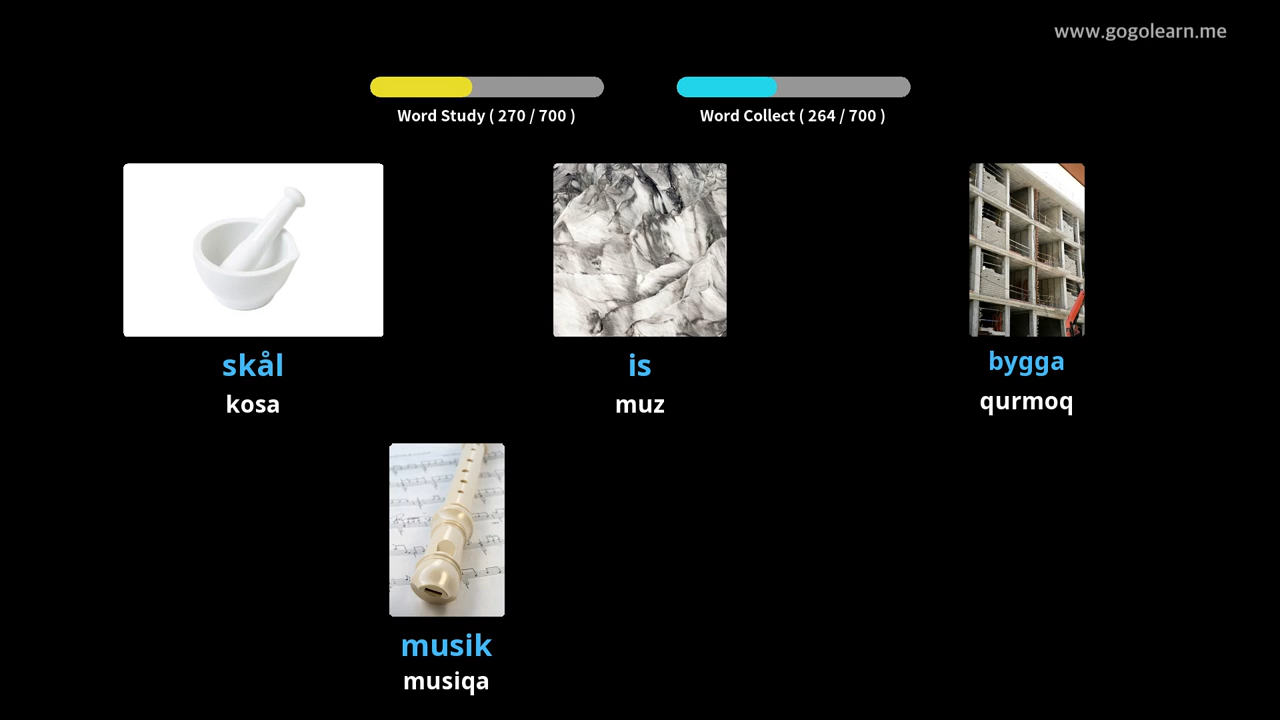 www.gogolearn.me
Word Study ( 270 / 700 )
Word Collect ( 264 / 700 )
skål
kosa
is
muz
bygga
qurmoq
musik
musiqa